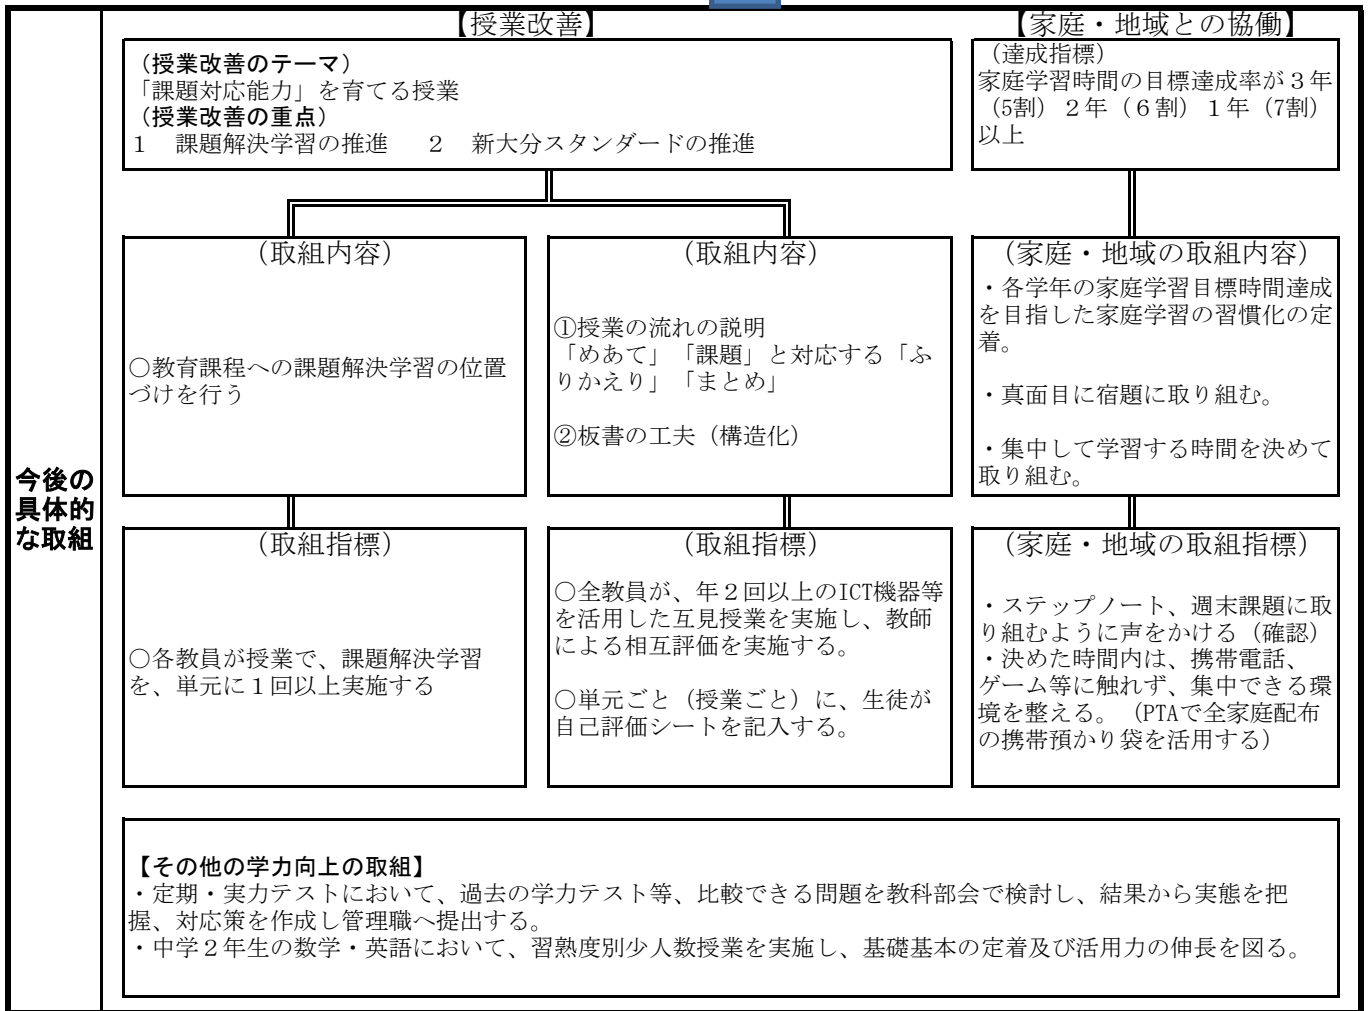 【授業改善】
（授業改善のテーマ）
「課題対応能力」を育てる授業
（授業改善の重点）
１　課題解決学習の推進　２　新大分スタンダードの推進
【家庭・地域との協働】
（達成指標）
家庭学習時間の目標達成率が３年
（5割）２年（６割）１年（7割）
以上
今後の
具体的
な取組
（取組内容）
〇教育課程への課題解決学習の位置
づけを行う
（取組内容）
①授業の流れの説明
「めあて」「課題」と対応する「ふ
りかえり」「まとめ」
②板書の工夫（構造化）
（家庭・地域の取組内容）
・各学年の家庭学習目標時間達成
を目指した家庭学習の習慣化の定
着。
・真面目に宿題に取り組む。
・集中して学習する時間を決めて
取り組む。
（取組指標）
〇各教員が授業で、課題解決学習
を、単元に１回以上実施する
（取組指標）
〇全教員が、年２回以上のICT機器等
を活用した互見授業を実施し、教師
による相互評価を実施する。
〇単元ごと（授業ごと）に、生徒が
自己評価シートを記入する。
（家庭・地域の取組指標）
・ステップノート、週末課題に取
り組むように声をかける（確認）
・決めた時間内は、携帯電話、
ゲーム等に触れず、集中できる環
境を整える。（PTAで全家庭配布
の携帯預かり袋を活用する）
【その他の学力向上の取組】
・定期・実力テストにおいて、過去の学力テスト等、比較できる問題を教科部会で検討し、結果から実態を把
握、対応策を作成し管理職へ提出する。
・中学２年生の数学・英語において、習熟度別少人数授業を実施し、基礎基本の定着及び活用力の伸長を図る。